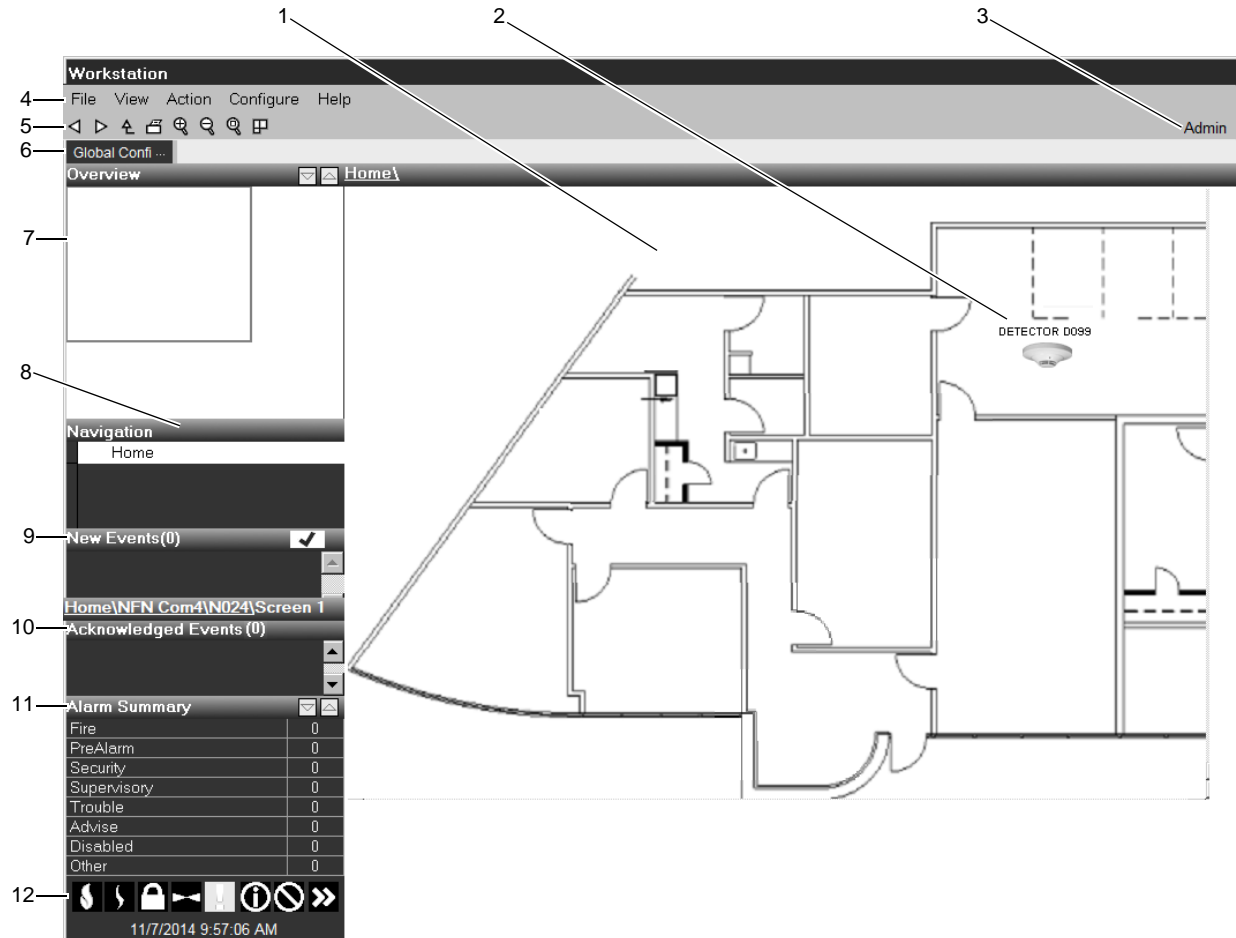 1 2 3
Workstation
4 File View Action Configure Help
5 Admin
6 Global Confi ...
Overview Home\
7
DETECTOR D099
8
Navigation
Home
9 New Events(0)
Home\NFN Com4\N024\Screen 1
10 Acknowledged Events (0)
11 Alarm Summary
Fire 0
PreAlarm 0
Security 0
Supervisory 0
Trouble 0
Advise 0
Disabled 0
Other 0
12
11/7/2014 9:57:06 AM